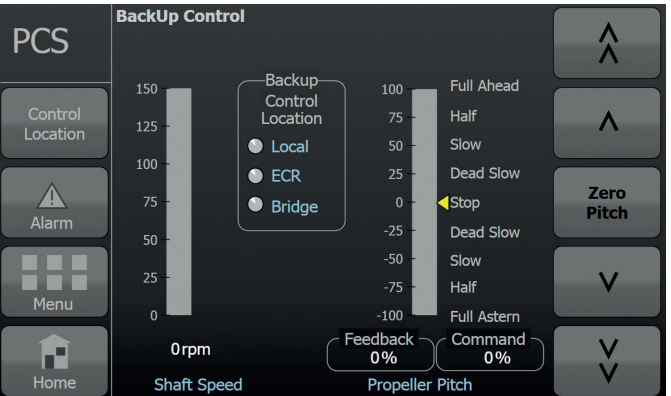 BackUp Control
PCS
Control
Location
Alarm
Menu
Home
150
125
100
75
50
25
0
0rpm
Shaft Speed
Backup
Control
Location
Local
ECR
Bridge
100
75
50
25
0
-25
-50
-75
-100
Full Ahead
Half
Slow
Dead Slow
Stop
Dead Slow
Slow
Half
Full Astern
Feedback
0%
Command
0%
Propeller Pitch
Zero
Pitch